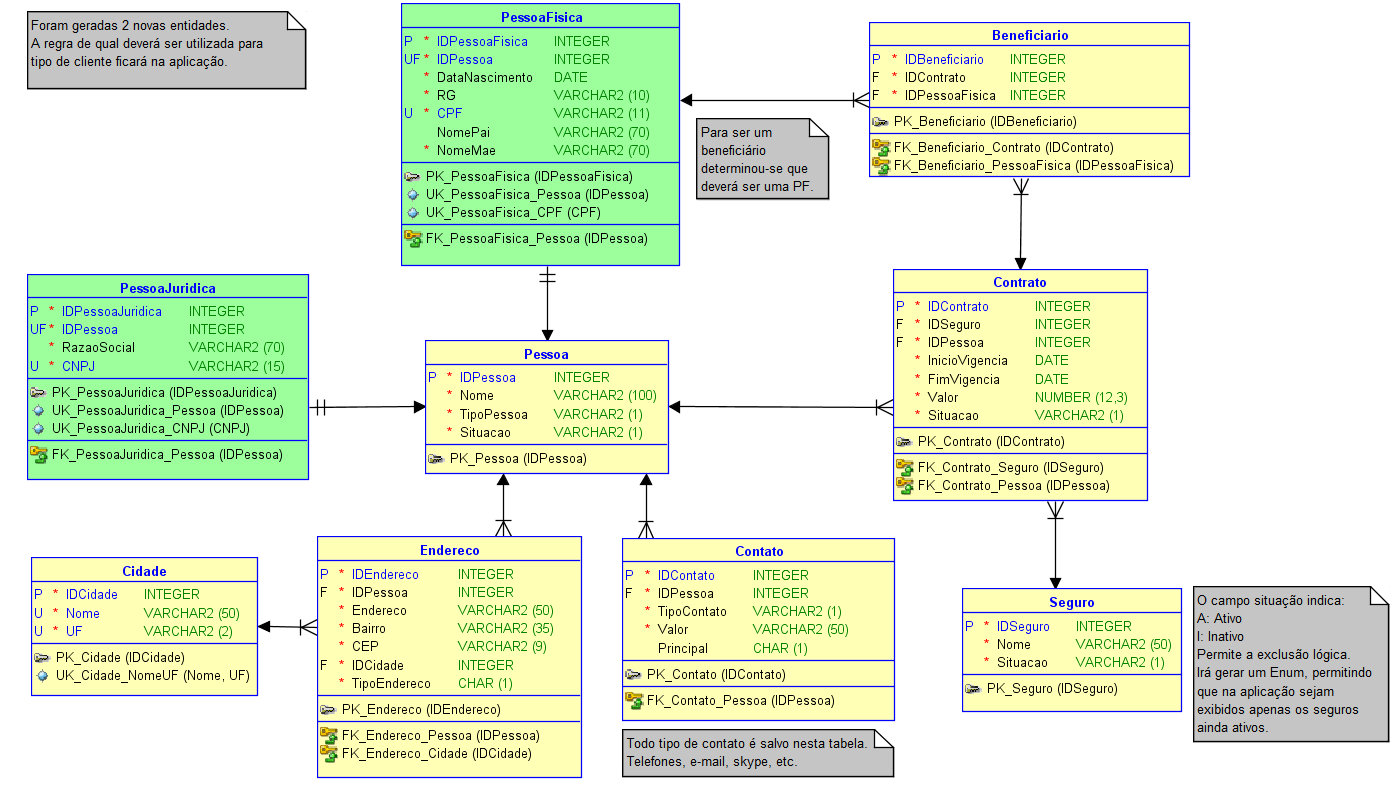 Foram geradas 2 novas entidades.
A regra de qual deverá ser utilizada para
tipo de cliente ficará na aplicação.
PessoaFisica
P * IDPessoaFisica INTEGER
UF * IDPessoa INTEGER
* DataNascimento DATE
* RG VARCHAR2 (10)
U * CPF VARCHAR2 (11)
NomePai VARCHAR2 (70)
* NomeMae VARCHAR2 (70)
PK_PessoaFisica (IDPessoaFisica)
UK_PessoaFisica_Pessoa (IDPessoa)
UK_PessoaFisica_CPF (CPF)
FK_PessoaFisica_Pessoa (IDPessoa)
Beneficiario
P * IDBeneficiario INTEGER
F * IDContrato INTEGER
F * IDPessoaFisica INTEGER
PK_Beneficiario (IDBeneficiario)
FK_Beneficiario_Contrato (IDContrato)
FK_Beneficiario_PessoaFisica (IDPessoaFisica)
Para ser um
beneficiário
determinou-se que
deverá ser uma PF.
PessoaJuridica
P * IDPessoaJuridica INTEGER
UF * IDPessoa INTEGER
* RazaoSocial VARCHAR2 (70)
U * CNPJ VARCHAR2 (15)
PK_PessoaJuridica (IDPessoaJuridica)
UK_PessoaJuridica_Pessoa (IDPessoa)
UK_PessoaJuridica_CNPJ (CNPJ)
FK_PessoaJuridica_Pessoa (IDPessoa)
Pessoa
P * IDPessoa INTEGER
* Nome VARCHAR2 (100)
* TipoPessoa VARCHAR2 (1)
* Situacao VARCHAR2 (1)
PK_Pessoa (IDPessoa)
Contrato
P * IDContrato INTEGER
F * IDSeguro INTEGER
F * IDPessoa INTEGER
* InicioVigencia DATE
* FimVigencia DATE
* Valor NUMBER (12,3)
* Situacao VARCHAR2 (1)
PK_Contrato (IDContrato)
FK_Contrato_Seguro (IDSeguro)
FK_Contrato_Pessoa (IDPessoa)
Cidade
P * IDCidade INTEGER
U * Nome VARCHAR2 (50)
U * UF VARCHAR2 (2)
PK_Cidade (IDCidade)
UK_Cidade_NomeUF (Nome, UF)
Endereco
P * IDEndereco INTEGER
F * IDPessoa INTEGER
* Endereco VARCHAR2 (50)
* Bairro VARCHAR2 (35)
* CEP VARCHAR2 (9)
F * IDCidade INTEGER
* TipoEndereco CHAR (1)
PK_Endereco (IDEndereco)
FK_Endereco_Pessoa (IDPessoa)
FK_Endereco_Cidade (IDCidade)
Contato
P * IDContato INTEGER
F * IDPessoa INTEGER
* TipoContato VARCHAR2 (1)
* Valor VARCHAR2 (50)
Principal CHAR (1)
PK_Contato (IDContato)
FK_Contato_Pessoa (IDPessoa)
Todo tipo de contato é salvo nesta tabela.
Telefones, e-mail, skype, etc.
Seguro
P * IDSeguro INTEGER
* Nome VARCHAR2 (50)
* Situacao VARCHAR2 (1)
PK_Seguro (IDSeguro)
O campo situação indica:
A: Ativo
I: Inativo
Permite a exclusão lógica.
Irá gerar um Enum, permitindo
que na aplicação sejam
exibidos apenas os seguros
ainda ativos.